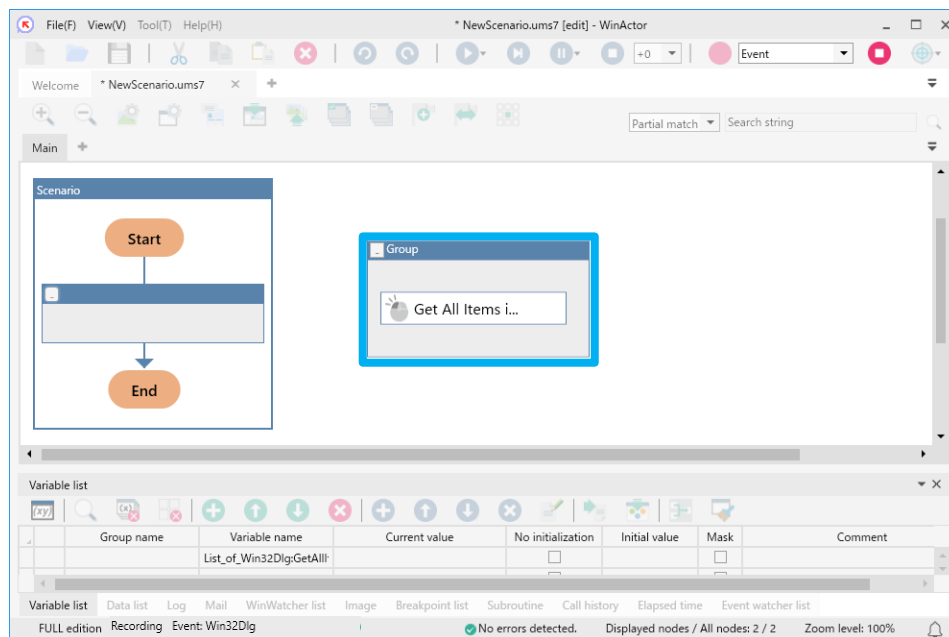 File(F) View(V) Tool(T) Help(H) * NewScenario.ums7 [edit] - WinActor
+0 Event
Welcome * NewScenario.ums7
Partial match Search string
Main
Scenario
Start
Group
Get All Items i...
End
Variable list
Group name Variable name Current value No initialization Initial value Mask Comment
List_of_Win32Dlg:GetAllI
Variable list Data list Log Mail WinWatcher list Image Breakpoint list Subroutine Call history Elapsed time Event watcher list
FULL edition Recording Event: Win32Dlg No errors detected. Displayed nodes / All nodes: 2 / 2 Zoom level: 100%